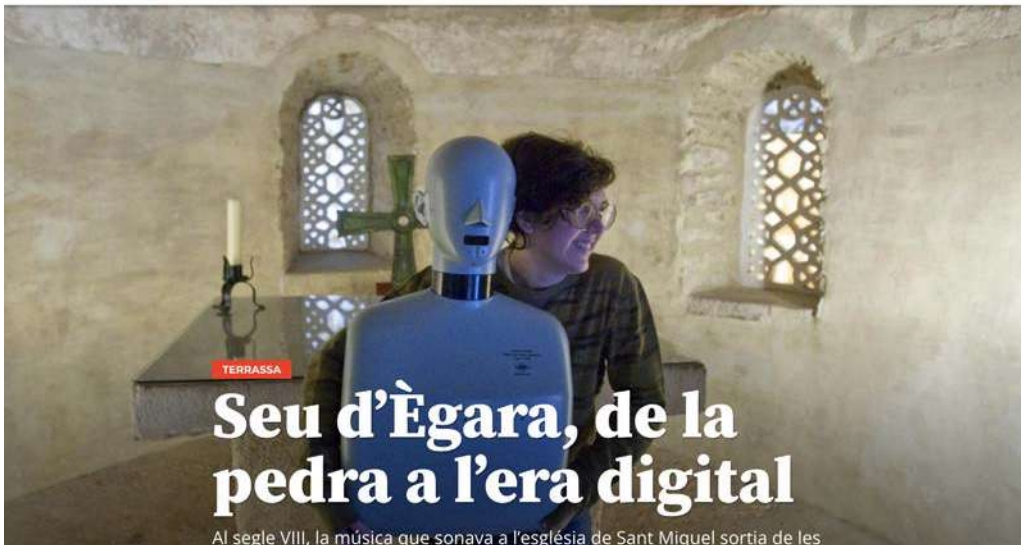 TERRASSA
Seu d’Ègara, de la
pedra a l’era digital
Al segle VIII, la música que sonava a l’església de Sant Miquel sortia de les